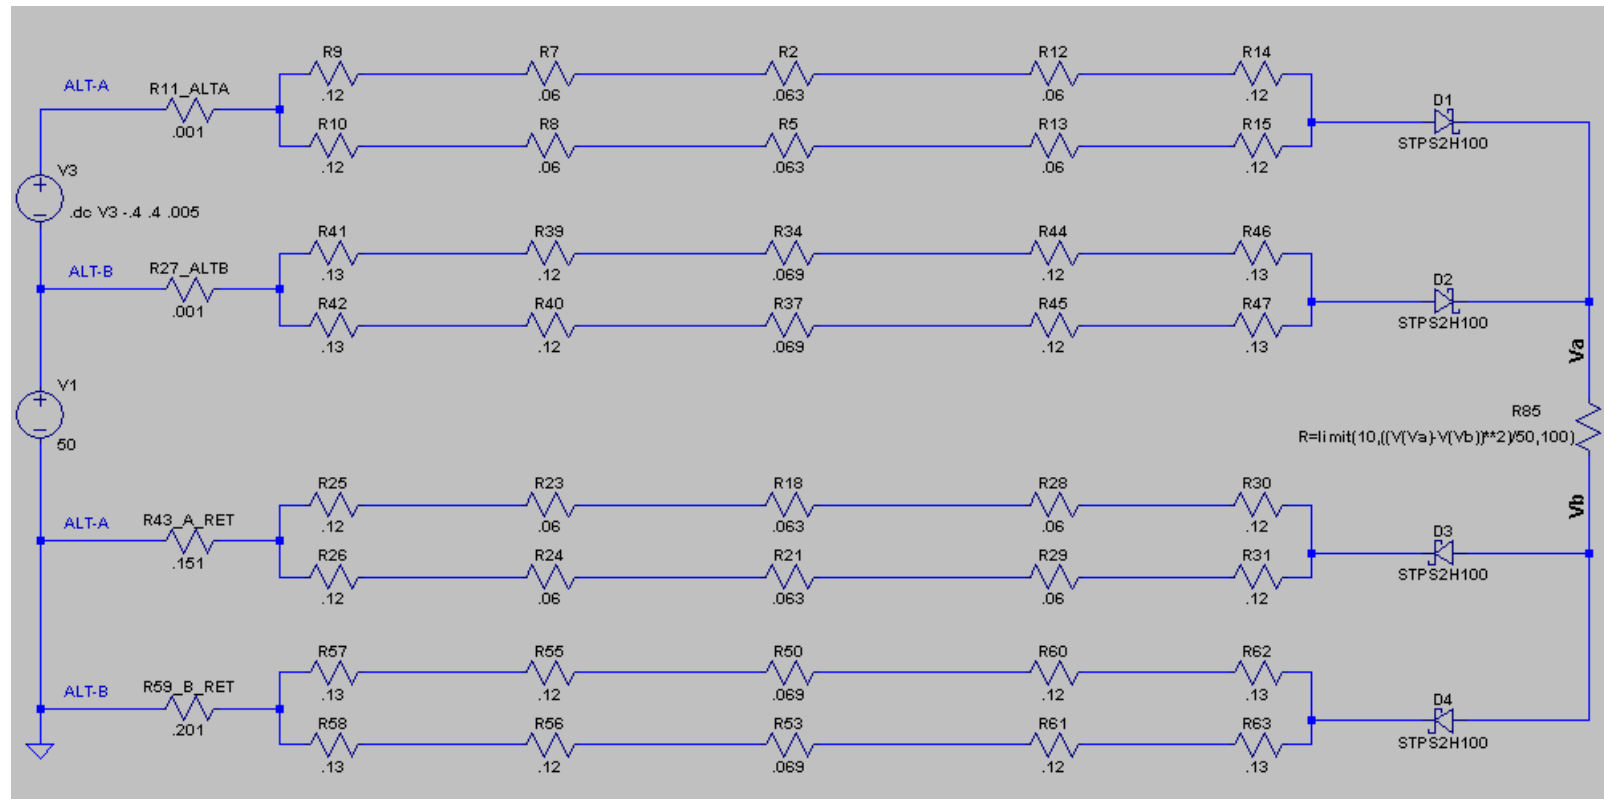 R9 R7 R2 R12 R14
ALT-A R11_ALTA
.12 .06 .063 .06 .12
D1
.001
R10 R8 R5 R13 R15
STPS2H100
V3
.12 .06 .063 .06 .12
.dc V3 -.4 .4 .005
R41 R39 R34 R44 R46
ALT-B R27_ALTB
.13 .12 .069 .12 .13
D2
.001
R42 R40 R37 R45 R47
STPS2H100
.13 .12 .069 .12 .13
Va
V1
R85
50
R=limit(10,((V(Va)-V(Vb))**2)/50,100)
R25 R23 R18 R28 R30
Vb
ALT-A R43_A_RET
.12 .06 .063 .06 .12
D3
.151
R26 R24 R21 R29 R31
STPS2H100
.12 .06 .063 .06 .12
R57 R55 R50 R60 R62
ALT-B R59_B_RET
.13 .12 .069 .12 .13
D4
.201
R58 R56 R53 R61 R63
STPS2H100
.13 .12 .069 .12 .13